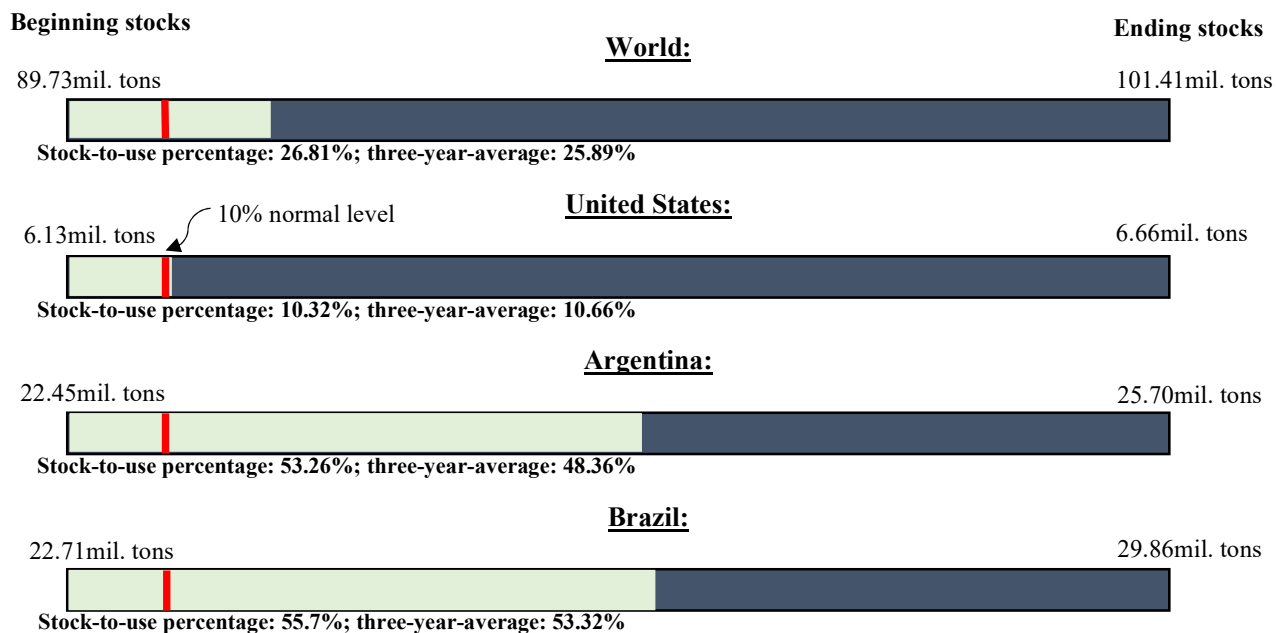 Beginning stocks
Ending stocks
World:
89.73mil. tons
101.41mil. tons
Stock-to-use percentage: 26.81%; three-year-average: 25.89%
United States:
10% normal level
6.13mil. tons
6.66mil. tons
Stock-to-use percentage: 10.32%; three-year-average: 10.66%
Argentina:
22.45mil. tons
25.70mil. tons
Stock-to-use percentage: 53.26%; three-year-average: 48.36%
Brazil:
22.71mil. tons
29.86mil. tons
Stock-to-use percentage: 55.7%; three-year-average: 53.32%